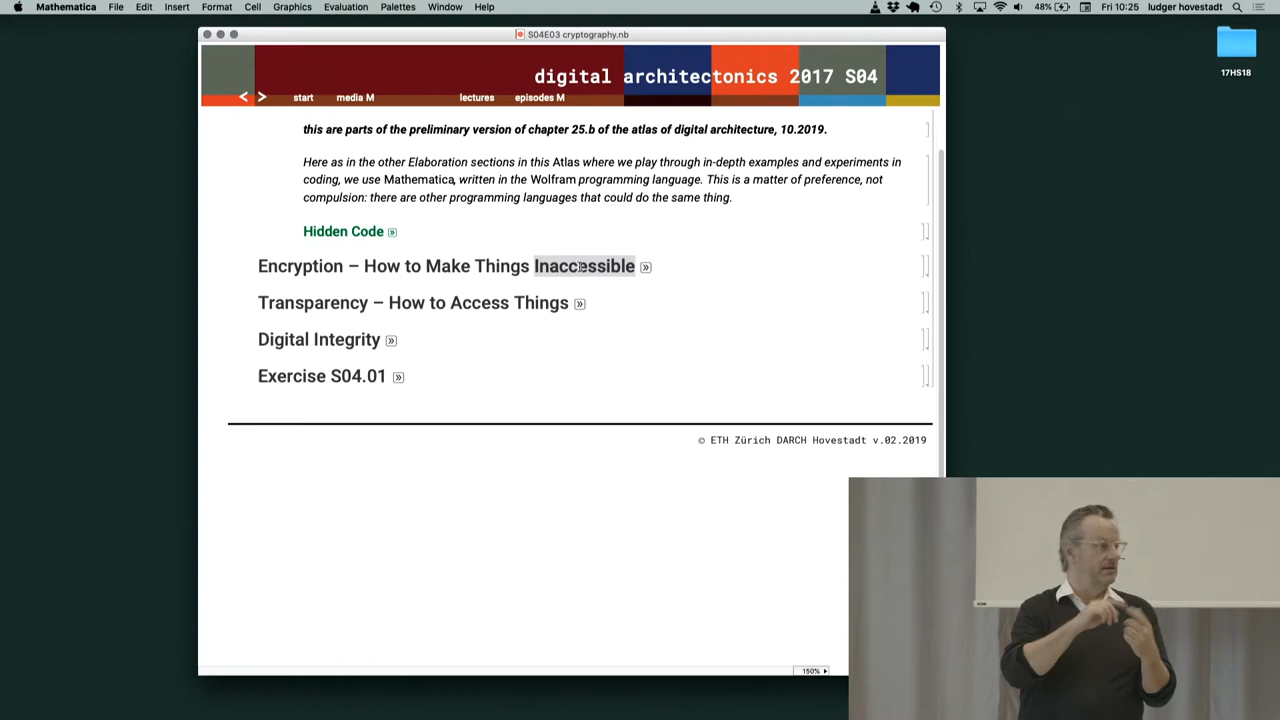 Mathematica File Edit Insert Format Cell Graphics Evaluation Palettes Window Help 48% Fri 10:25 ludger hovestadt
S04E03 cryptography.nb
17HS18
digital architectonics 2017 S04
< > start media M lectures episodes M
this are parts of the preliminary version of chapter 25.b of the atlas of digital architecture, 10.2019.
Here as in the other Elaboration sections in this Atlas where we play through in-depth examples and experiments in
coding, we use Mathematica, written in the Wolfram programming language. This is a matter of preference, not
compulsion: there are other programming languages that could do the same thing.
Hidden Code »
Encryption – How to Make Things Inaccessible »
Transparency – How to Access Things »
Digital Integrity »
Exercise S04.01 »
© ETH Zürich DARCH Hovestadt v.02.2019
150%